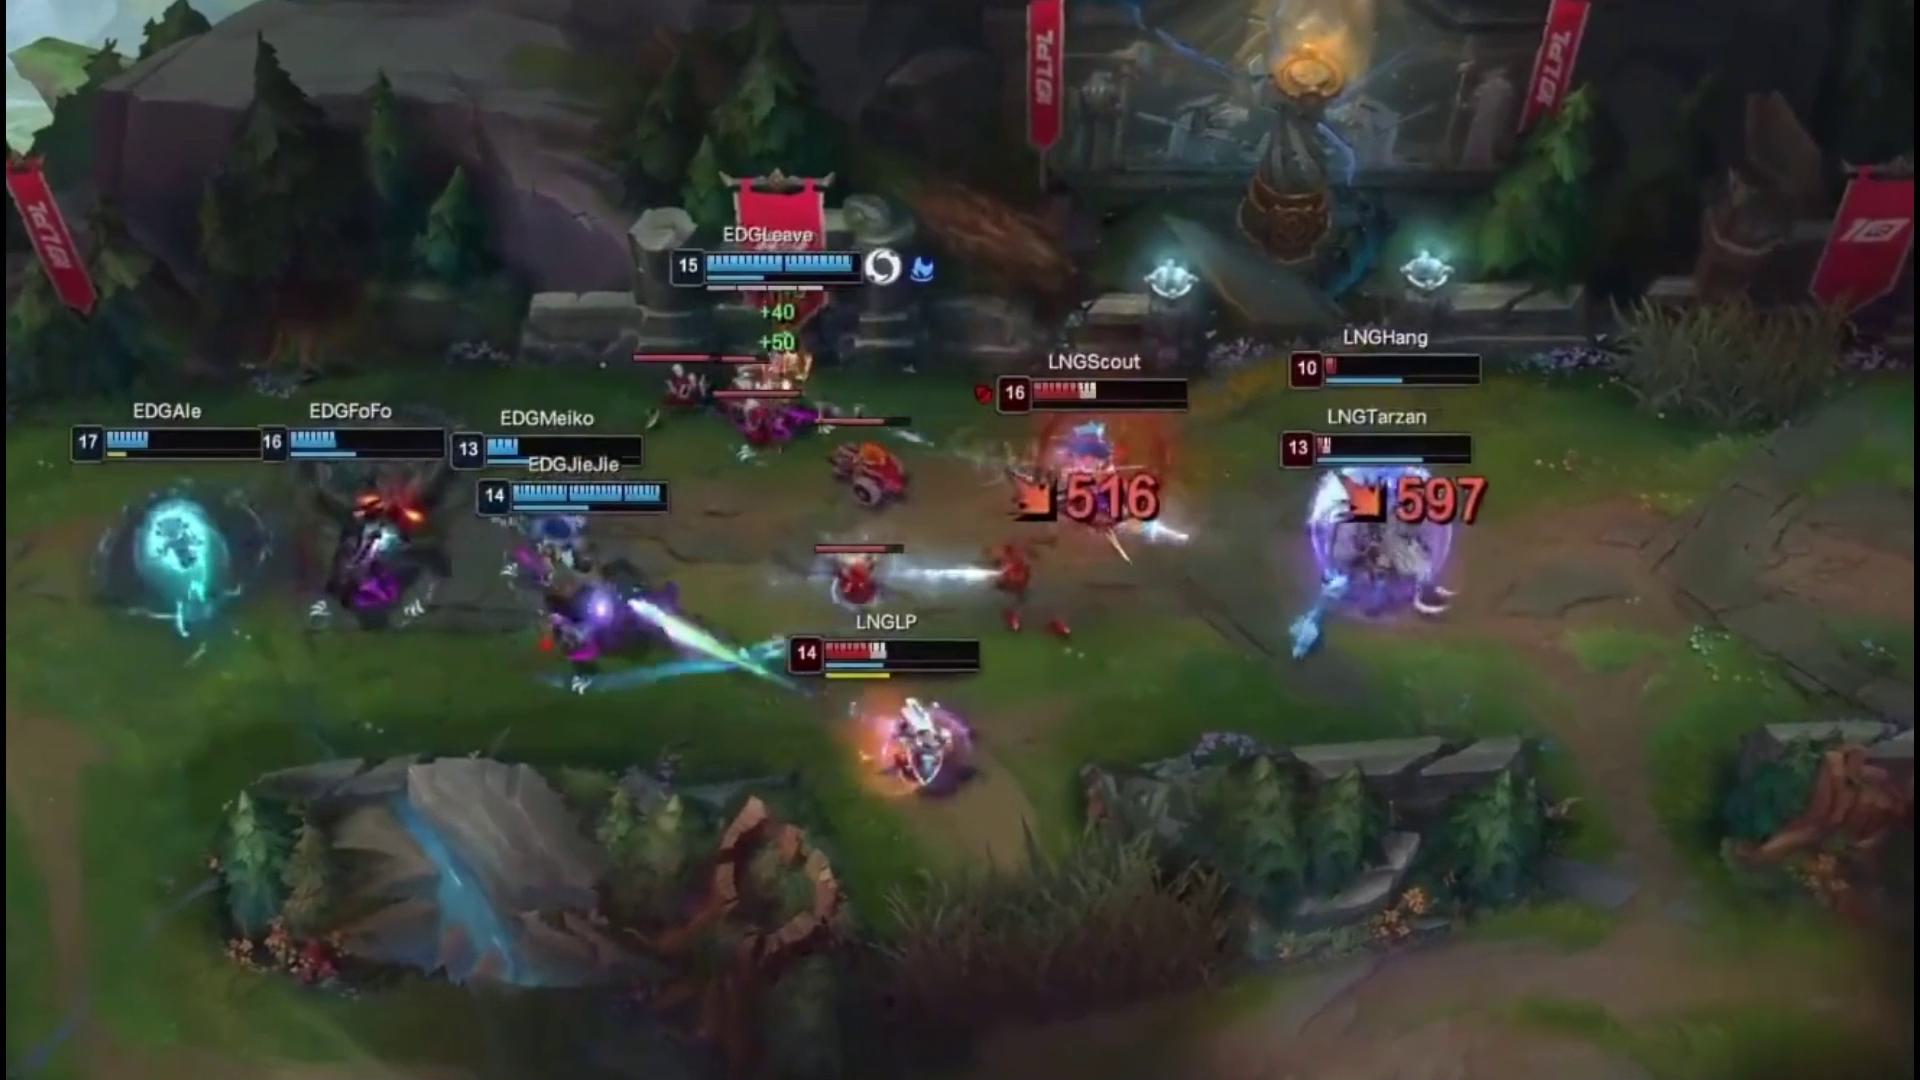 EDGLeave
15
+40
+50
LNGHang
10
LNGScout
16
LNGTarzan
13
EDGAle
17
EDGFoFo
16
EDGMeiko
13
EDGJieJie
14
516
597
LNGLP
14